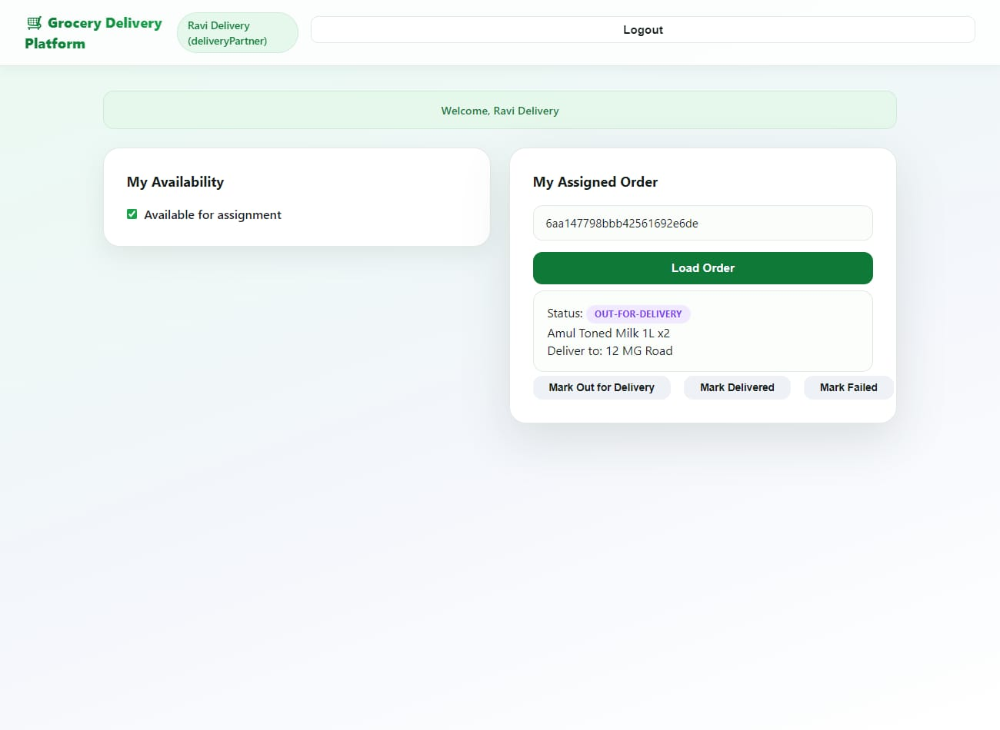 Grocery Delivery
Platform
Ravi Delivery
(deliveryPartner)
Logout
Welcome, Ravi Delivery
My Availability
Available for assignment
My Assigned Order
6aa147798bbb42561692e6de
Load Order
Status: OUT-FOR-DELIVERY
Amul Toned Milk 1L x2
Deliver to: 12 MG Road
Mark Out for Delivery Mark Delivered Mark Failed